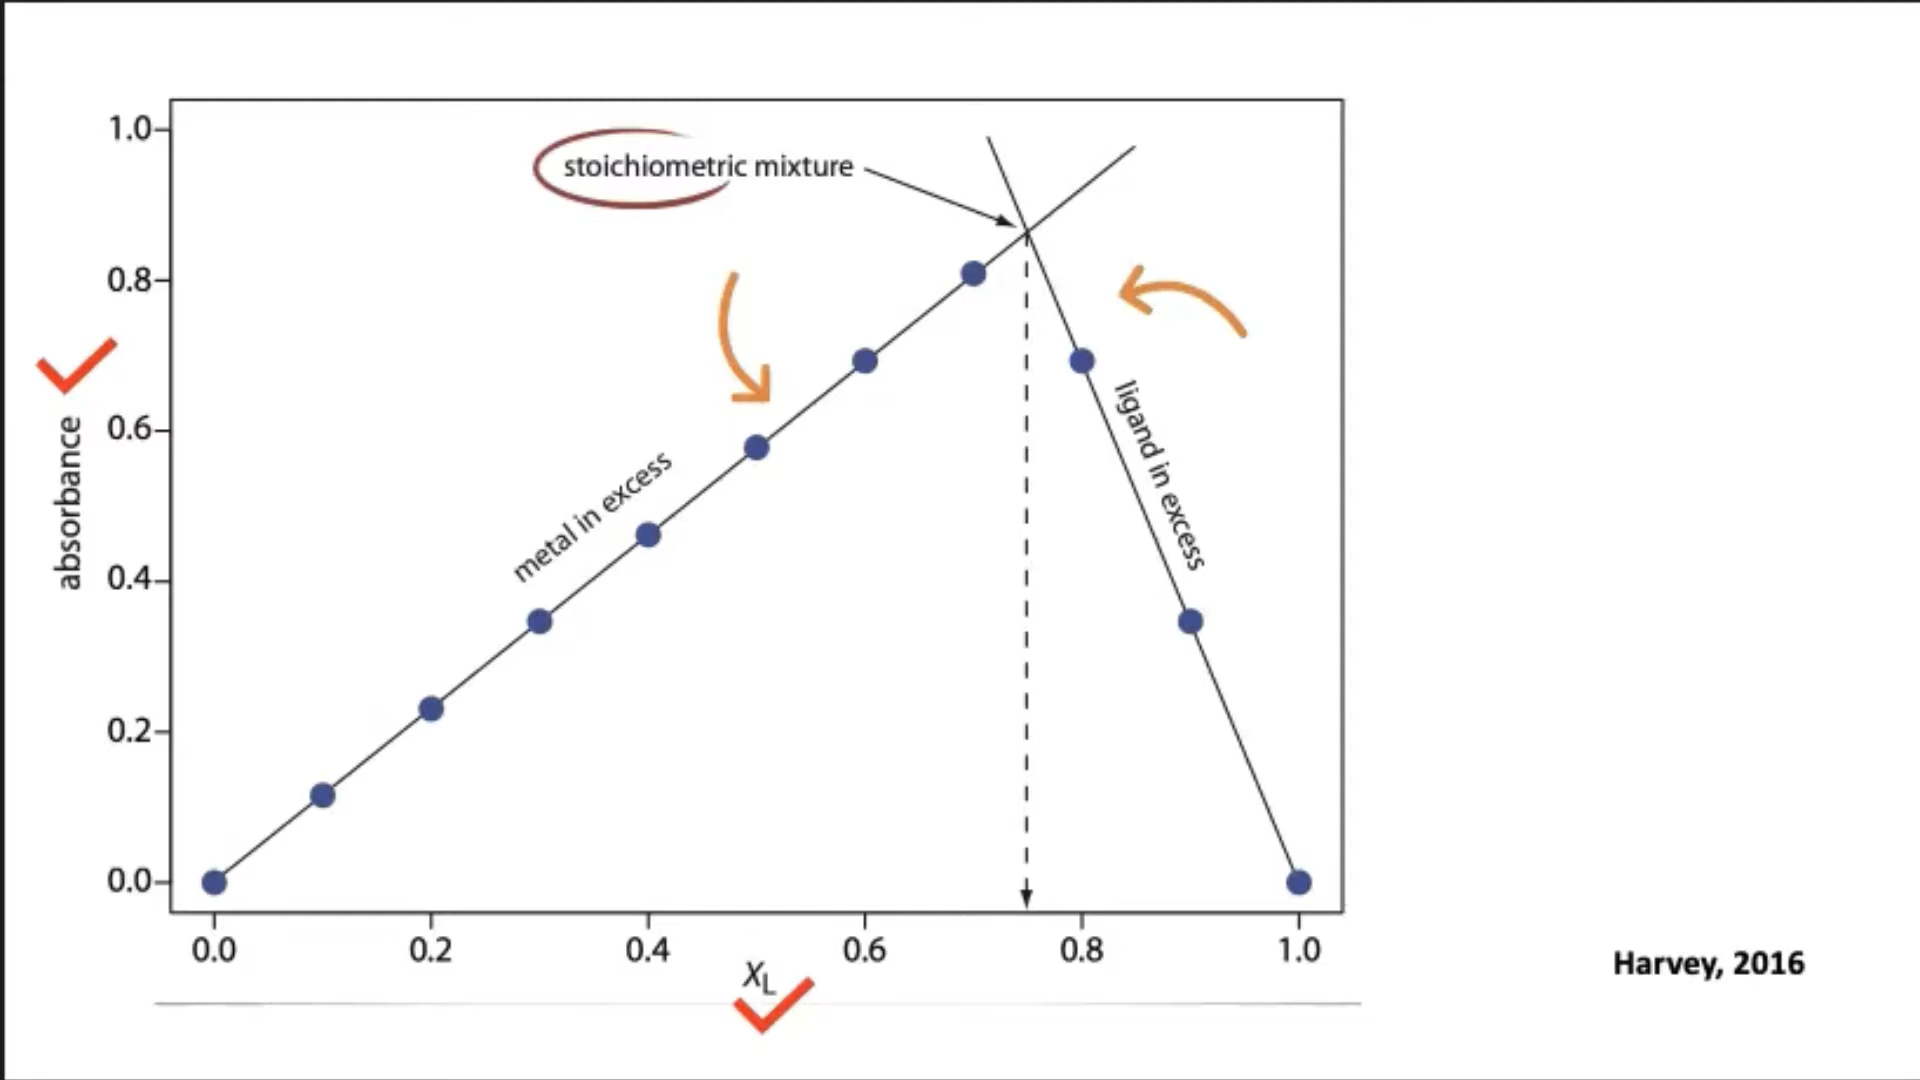 1.0
stoichiometric mixture
0.8
0.6
absorbance
metal in excess
ligand in excess
0.4
0.2
0.0
0.0 0.2 0.4 0.6 0.8 1.0
XL
Harvey, 2016